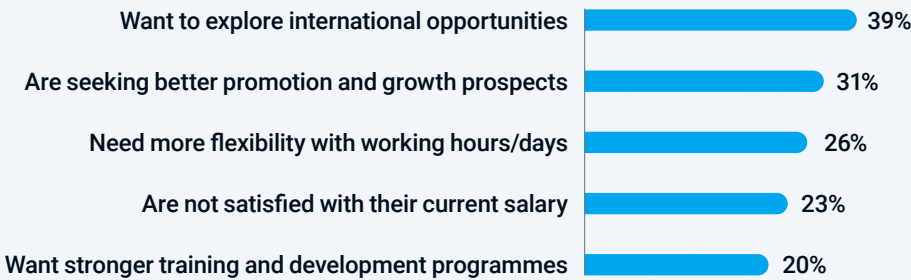 Want to explore international opportunities 39%
Are seeking better promotion and growth prospects 31%
Need more flexibility with working hours/days 26%
Are not satisfied with their current salary 23%
Want stronger training and development programmes 20%